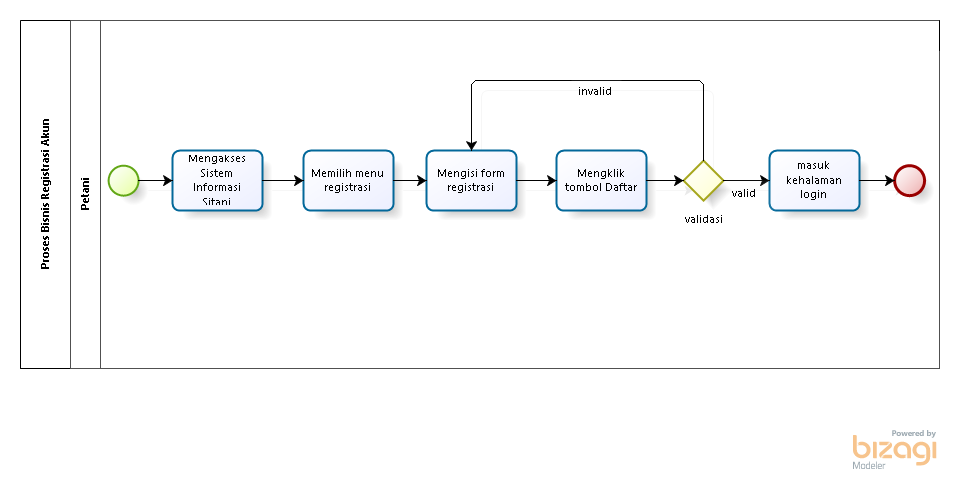 Proses Bisnis Registrasi Akun
Petani
invalid
Mengakses
Sistem
Informasi
Sitani
Memilih menu
registrasi
Mengisi form
registrasi
Mengklik
tombol Daftar
validasi
valid
masuk
kehalaman
login
Powered by
bizagi
Modeler